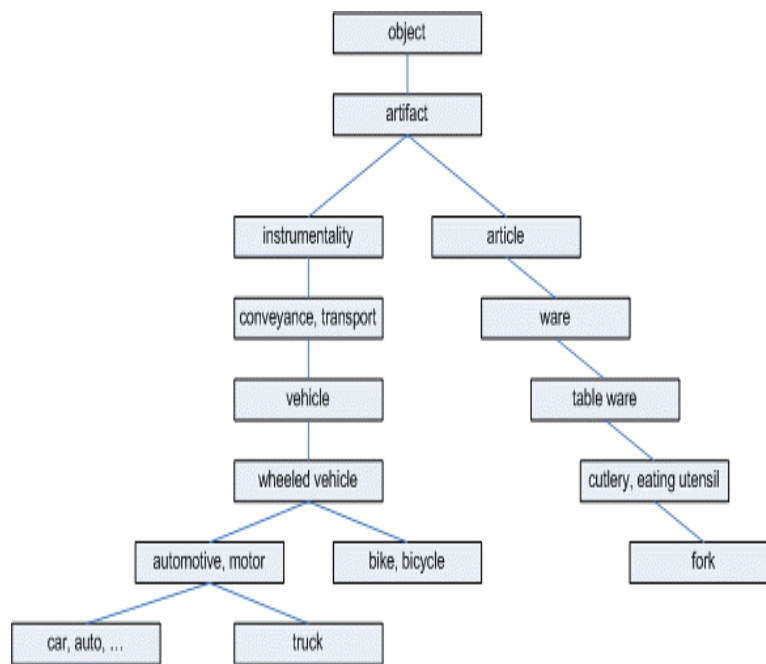 object
artifact
instrumentality
article
conveyance, transport
ware
vehicle
table ware
wheeled vehicle
cutlery, eating utensil
automotive, motor
bike, bicycle
fork
car, auto, …
truck